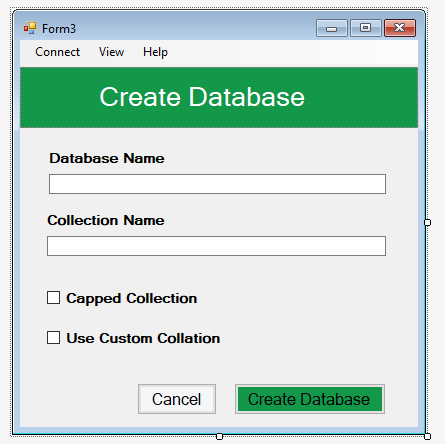 Form3
Connect View Help
Create Database
Database Name
Collection Name
Capped Collection
Use Custom Collation
Cancel Create Database